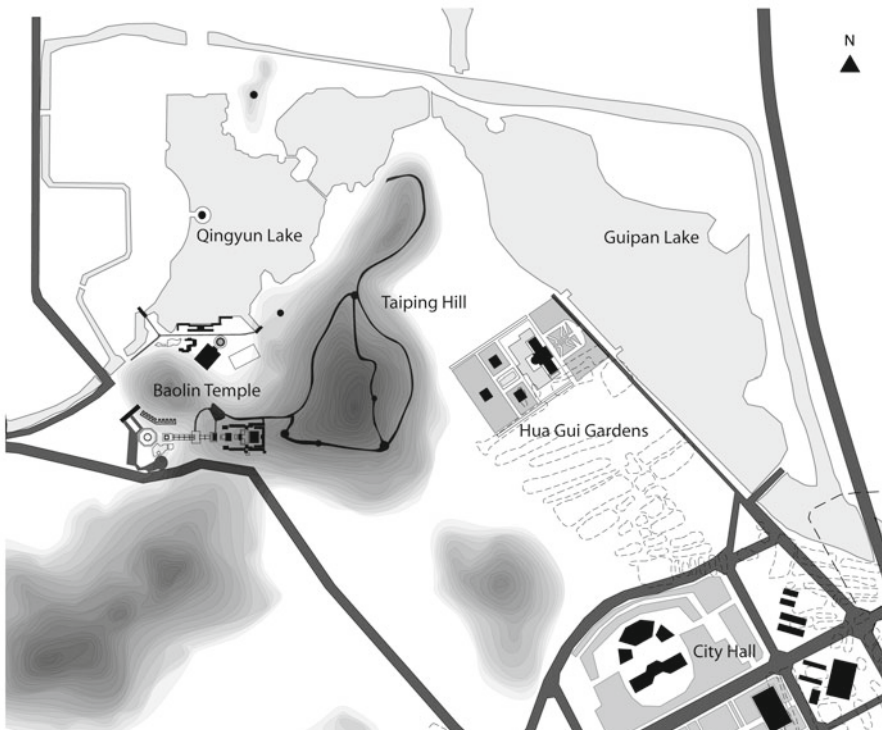 N
Qingyun Lake
Guipan Lake
Taiping Hill
Baolin Temple
Hua Gui Gardens
City Hall